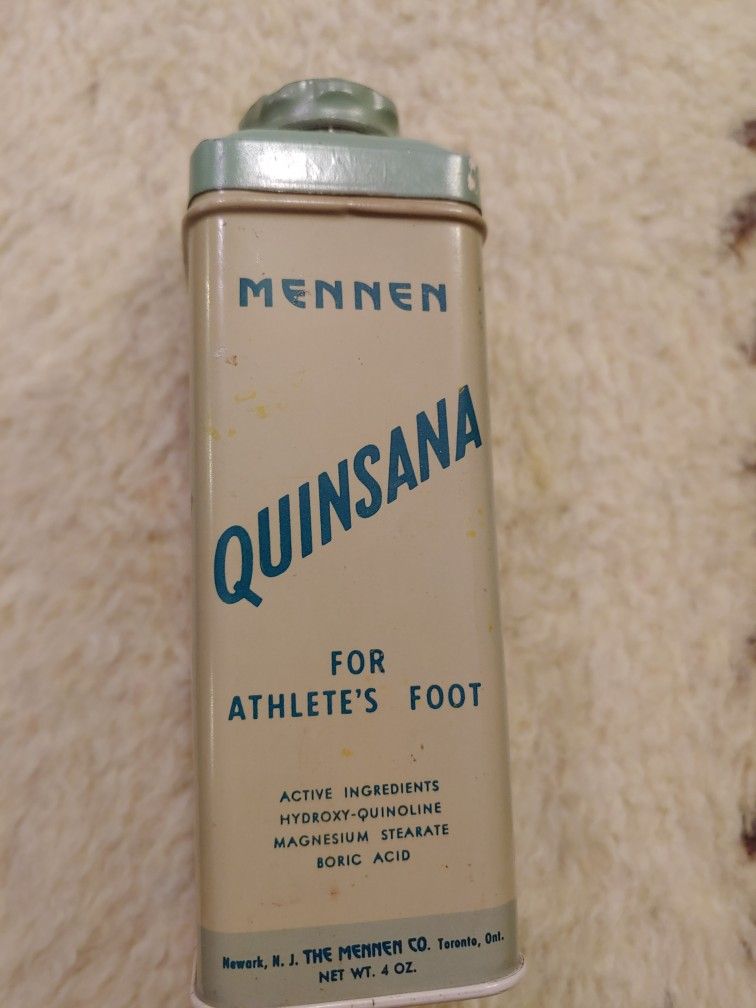 MENNEN
QUINSANA
FOR
ATHLETE'S FOOT
ACTIVE INGREDIENTS
HYDROXY-QUINOLINE
MAGNESIUM STEARATE
BORIC ACID
Newark, N. J. THE MENNEN CO. Toronto, Ont.
NET WT. 4 OZ.